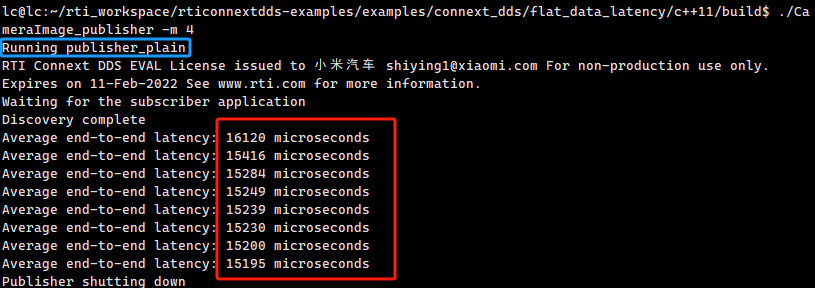 lc@lc:~/rti_workspace/rticonnextdds-examples/examples/connext_dds/flat_data_latency/c++11/build$ ./Ca
meraImage_publisher -m 4
Running publisher_plain
RTI Connext DDS EVAL License issued to 小米汽车 shiying1@xiaomi.com For non-production use only.
Expires on 11-Feb-2022 See www.rti.com for more information.
Waiting for the subscriber application
Discovery complete
Average end-to-end latency: 16120 microseconds
Average end-to-end latency: 15416 microseconds
Average end-to-end latency: 15284 microseconds
Average end-to-end latency: 15249 microseconds
Average end-to-end latency: 15239 microseconds
Average end-to-end latency: 15230 microseconds
Average end-to-end latency: 15200 microseconds
Average end-to-end latency: 15195 microseconds
Publisher shutting down